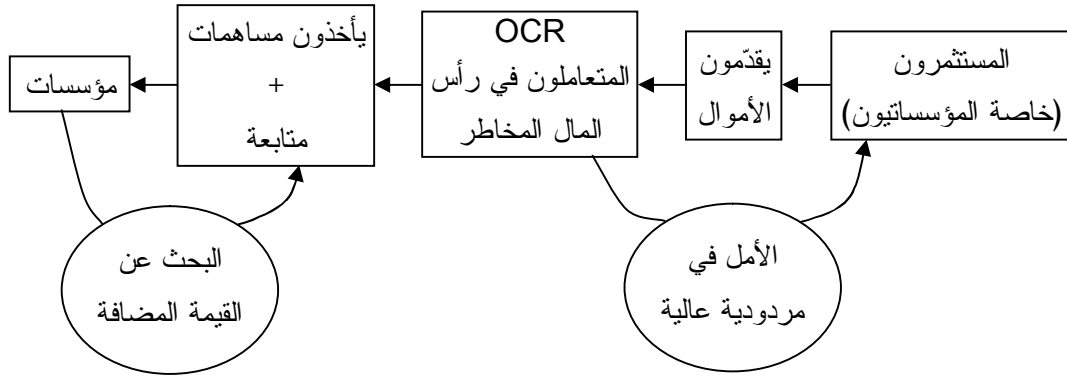 المستثمرون
(خاصة المؤسساتيون)
يقدّمون
الأموال
OCR
المتعاملون في رأس
المال المخاطر
يأخذون مساهمات
+
متابعة
مؤسسات
الأمل في
مردودية عالية
البحث عن
القيمة المضافة